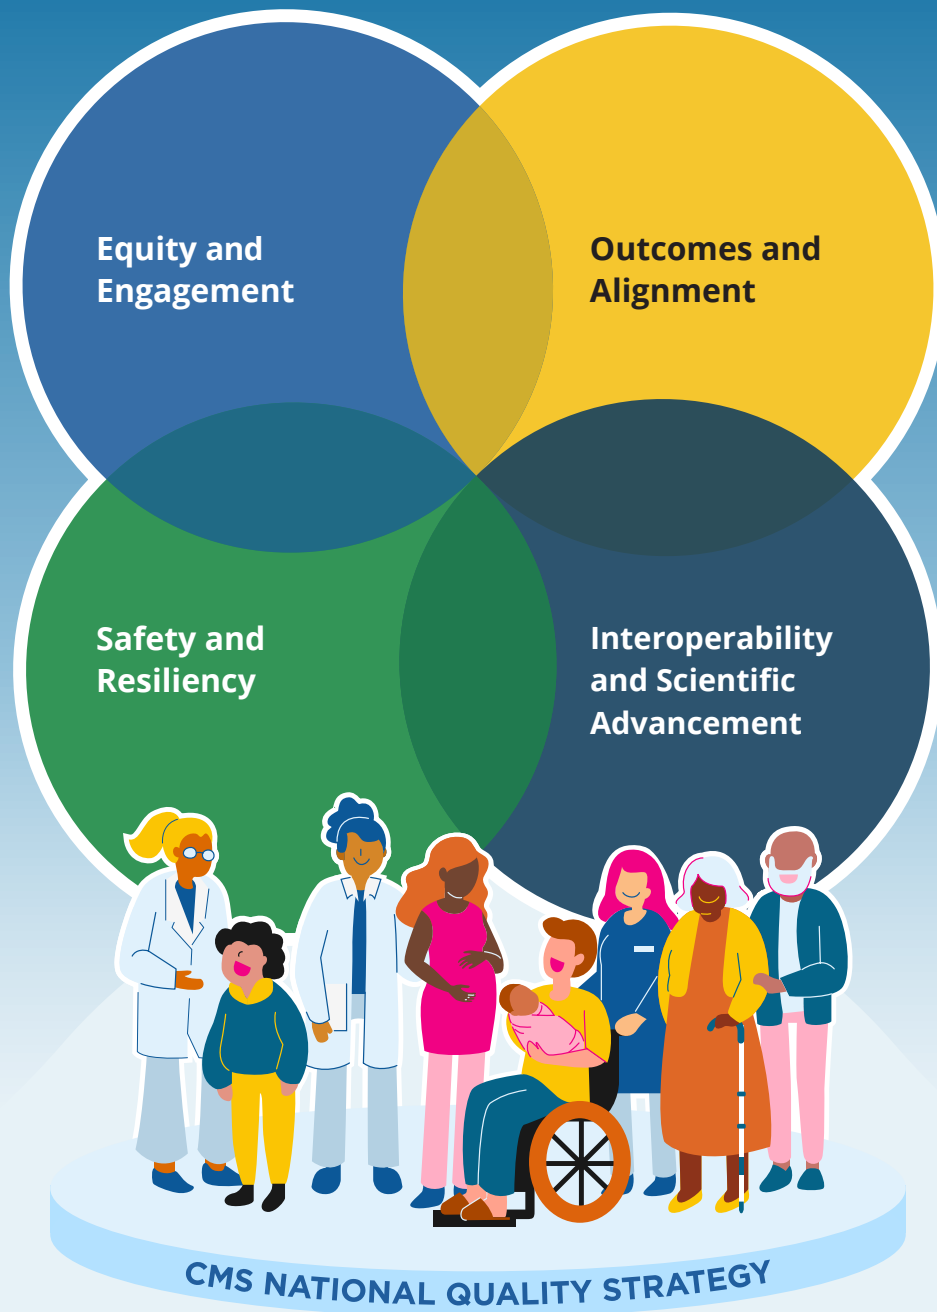 Equity and
Engagement
Outcomes and
Alignment
Safety and
Resiliency
Interoperability
and Scientific
Advancement
CMS NATIONAL QUALITY STRATEGY